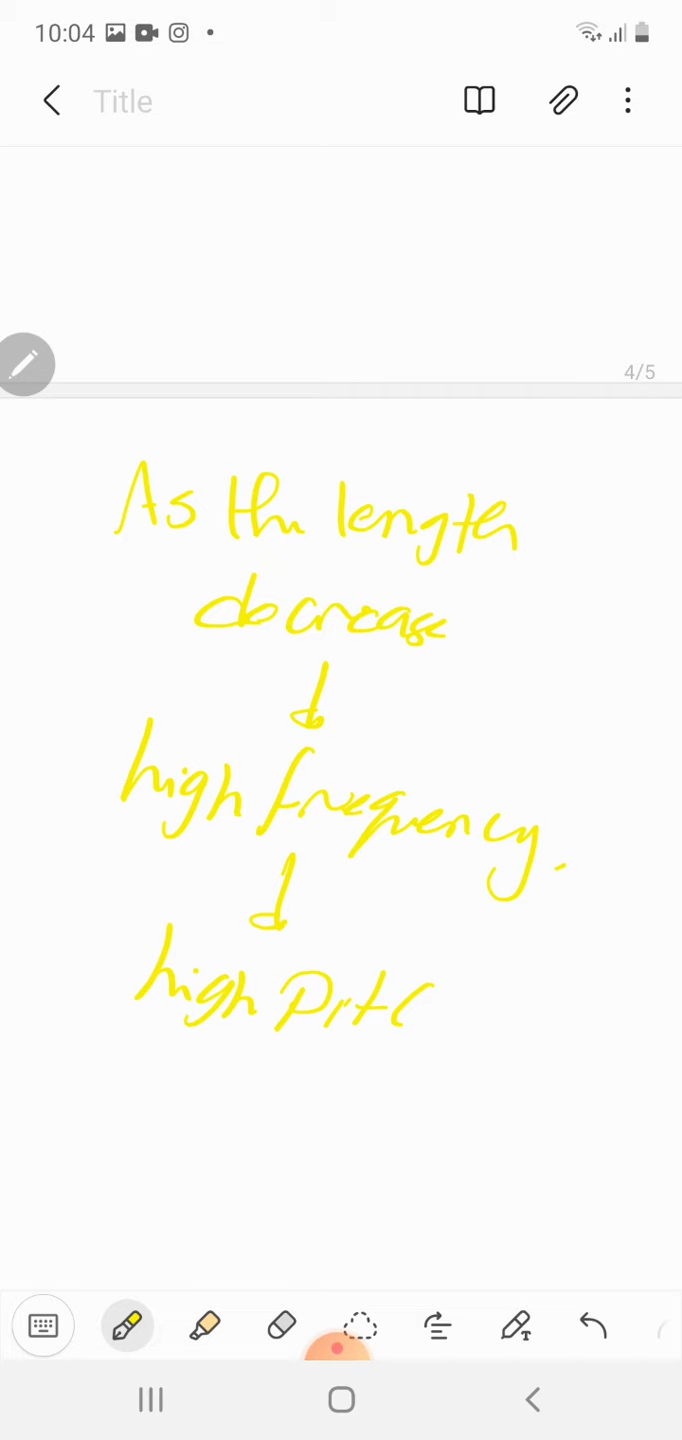 10:04
Title
4/5
As the length
decrease
high frequency.
high Pitc